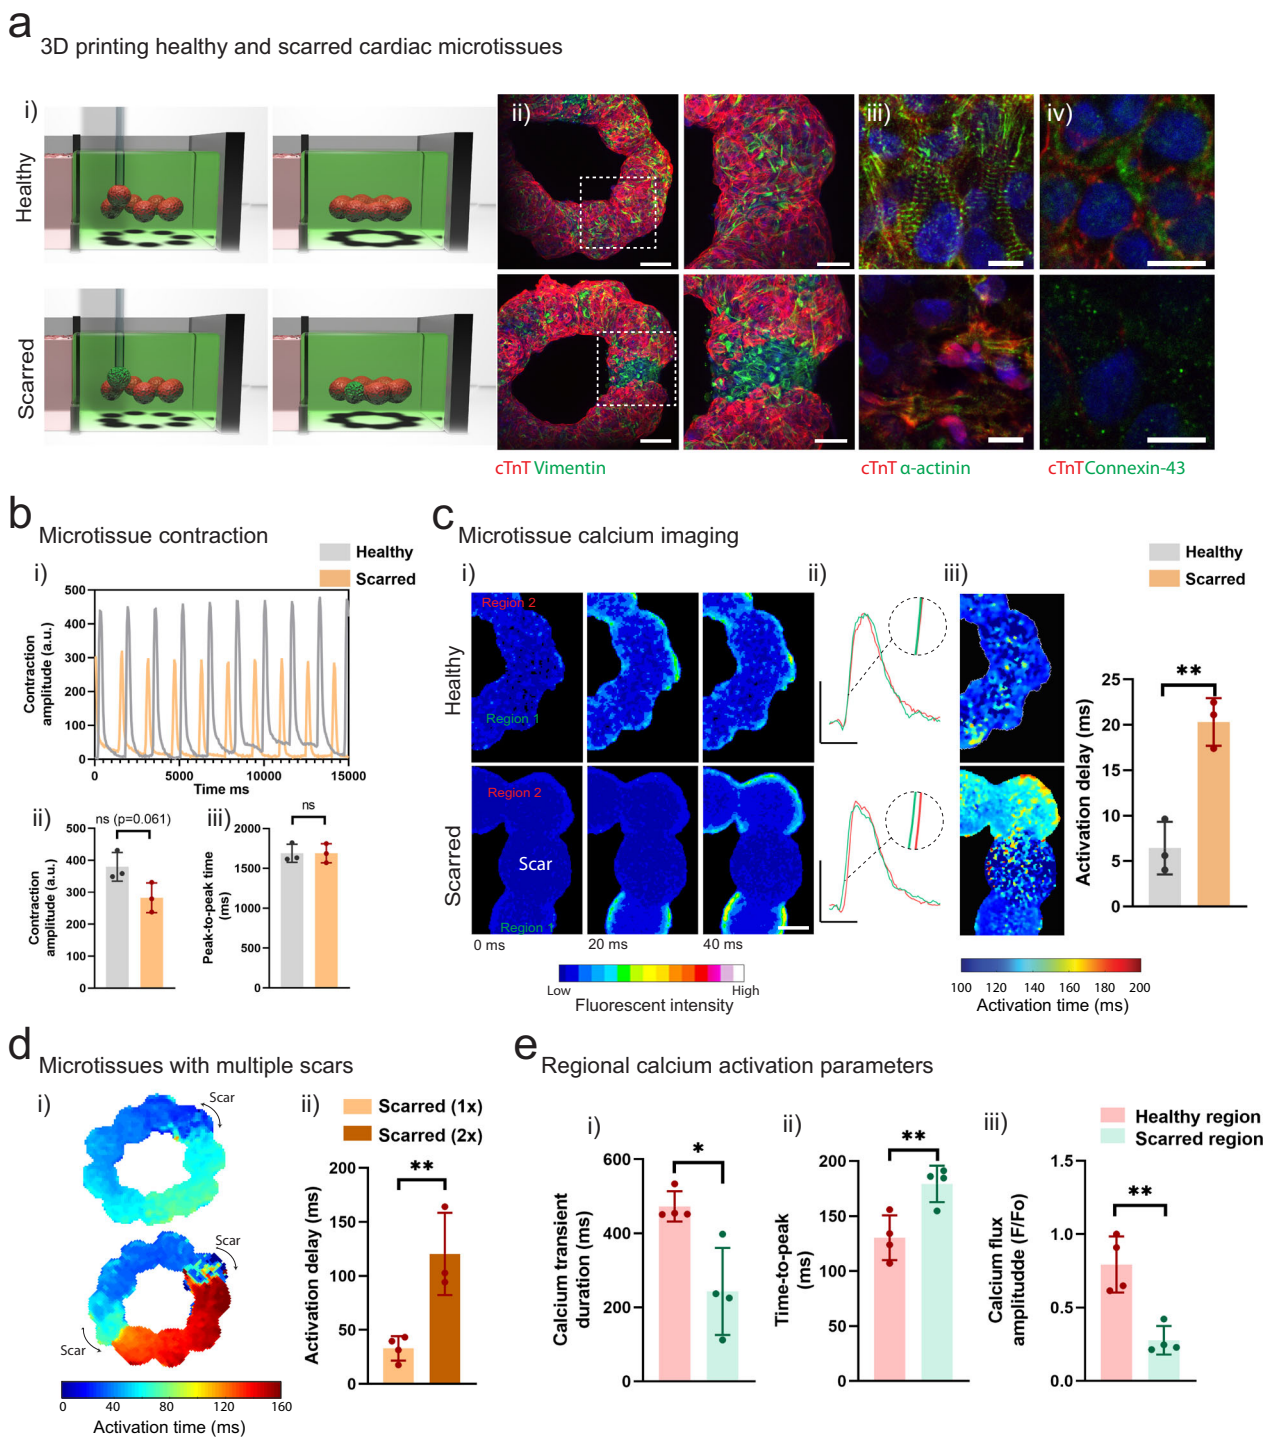 a
3D printing healthy and scarred cardiac microtissues
i)
ii)
iii)
iv)
Healthy
Scarred
cTnT Vimentin
cTnT α-actinin
cTnTConnexin-43
b
Microtissue contraction
Healthy
Scarred
i)
Contraction
amplitude (a.u.)
500
400
300
200
100
0
0
5000
10000
15000
Time ms
ii)
ns (p=0.061)
Contraction
amplitude (a.u.)
500
400
300
200
100
0
iii)
ns
Peak-to-peak time
(ms)
2000
1500
1000
500
0
c
Microtissue calcium imaging
Healthy
Scarred
i)
ii)
iii)
Healthy
Region 2
Region 1
Scarred
Region 2
Scar
Region 1
0 ms
20 ms
40 ms
Low
High
Fluorescent intensity
100
120
140
160
180
200
Activation time (ms)
**
Activation delay (ms)
25
20
15
10
5
0
d
Microtissues with multiple scars
i)
Scar
Scar
Scar
0
40
80
120
160
Activation time (ms)
ii)
Scarred (1x)
Scarred (2x)
**
Activation delay (ms)
200
150
100
50
0
e
Regional calcium activation parameters
Healthy region
Scarred region
i)
*
Calcium transient
duration (ms)
600
400
200
0
ii)
**
Time-to-peak
(ms)
200
150
100
50
0
iii)
**
Calcium flux
amplitudde (F/Fo)
1.5
1.0
0.5
0.0